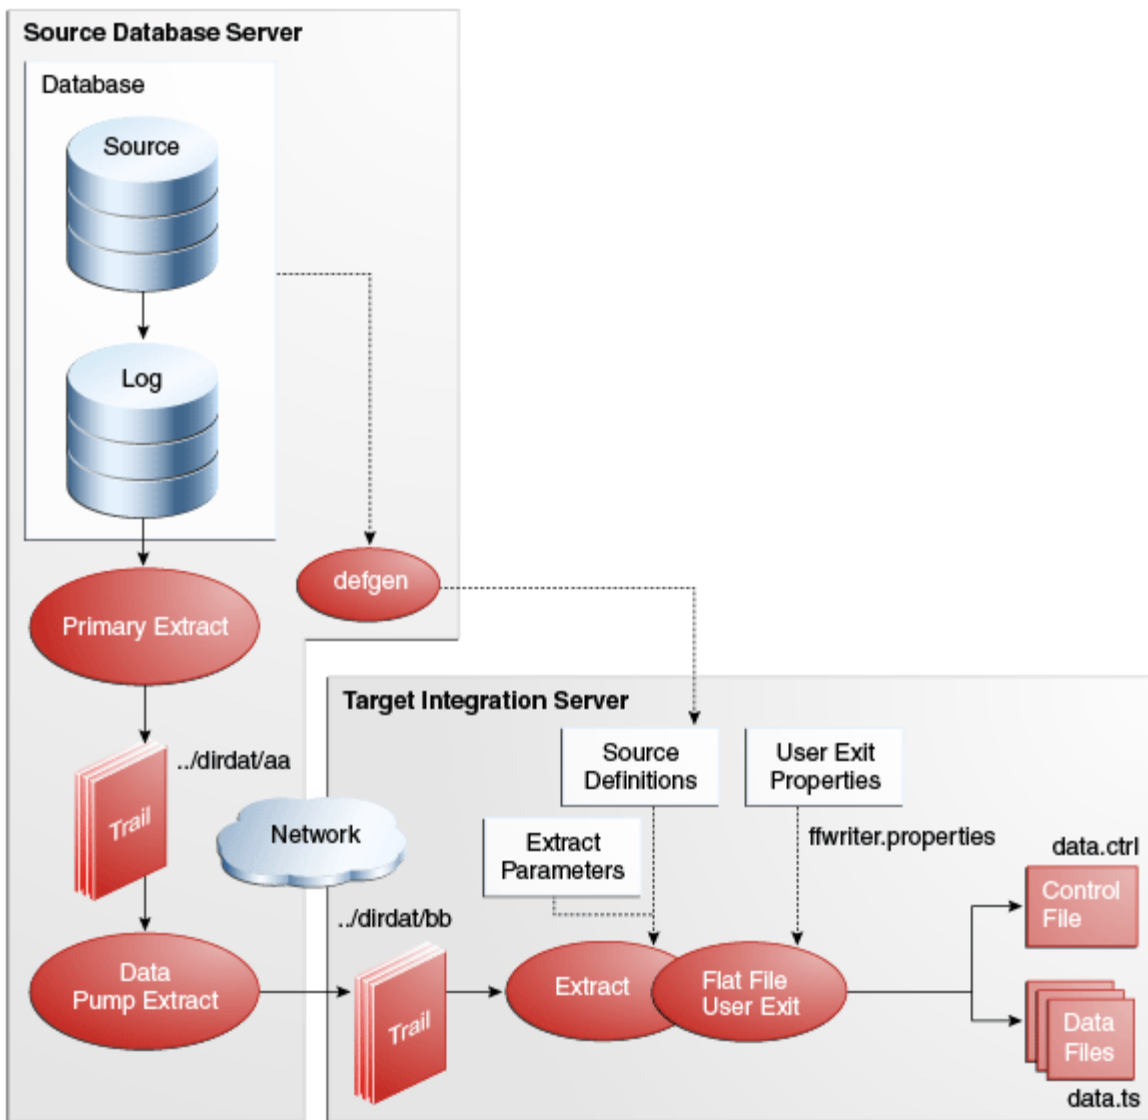 Source Database Server
Database
Source
Log
defgen
Primary Extract
Target Integration Server
../dirdat/aa
Trail
Network
Source
Definitions
User Exit
Properties
Extract
Parameters
ffwriter.properties
data.ctrl
Control
File
../dirdat/bb
Data
Pump Extract
Trail
Extract
Flat File
User Exit
Data
Files
data.ts